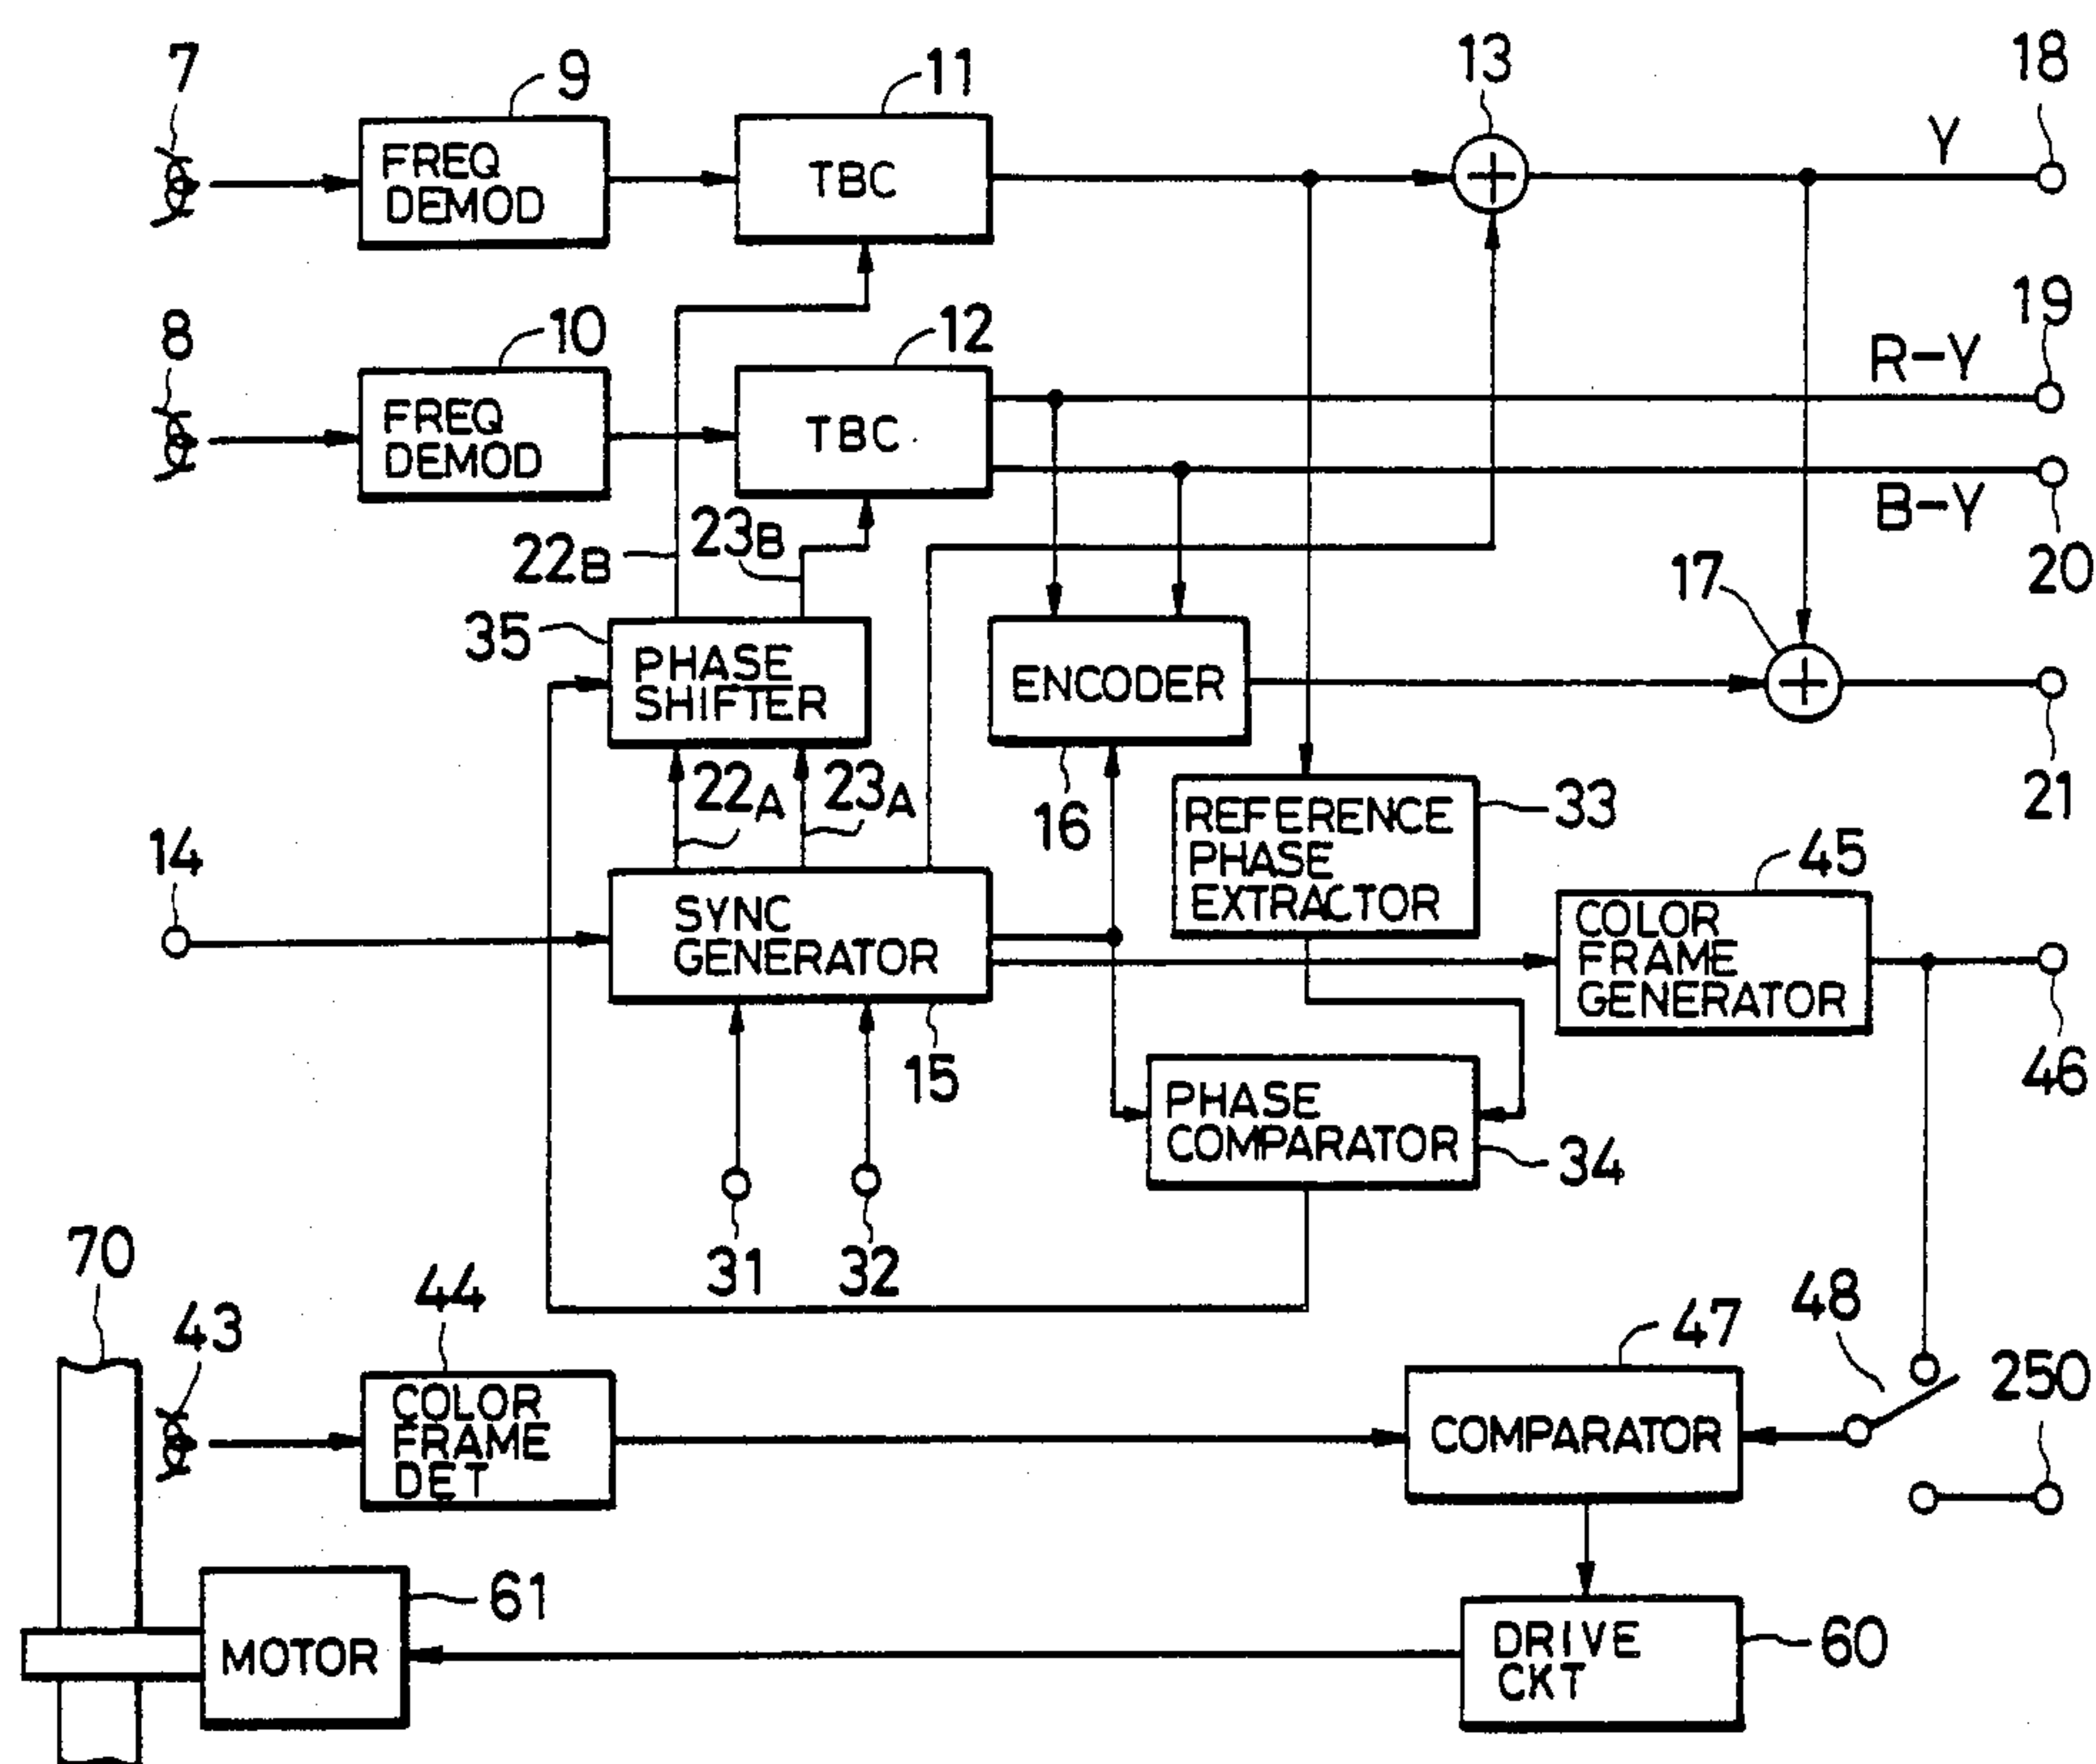 7
9
11
13
18
FREQ
DEMOD
TBC
Y
8
10
12
19
FREQ
DEMOD
TBC
R-Y
B-Y
22B
23B
20
17
35
PHASE
SHIFTER
ENCODER
22A
23A
16
21
33
REFERENCE
PHASE
EXTRACTOR
14
45
SYNC
GENERATOR
COLOR
FRAME
GENERATOR
15
46
PHASE
COMPARATOR
34
31
32
70
43
44
47
48
250
COLOR
FRAME
DET
COMPARATOR
61
MOTOR
DRIVE
CKT
60